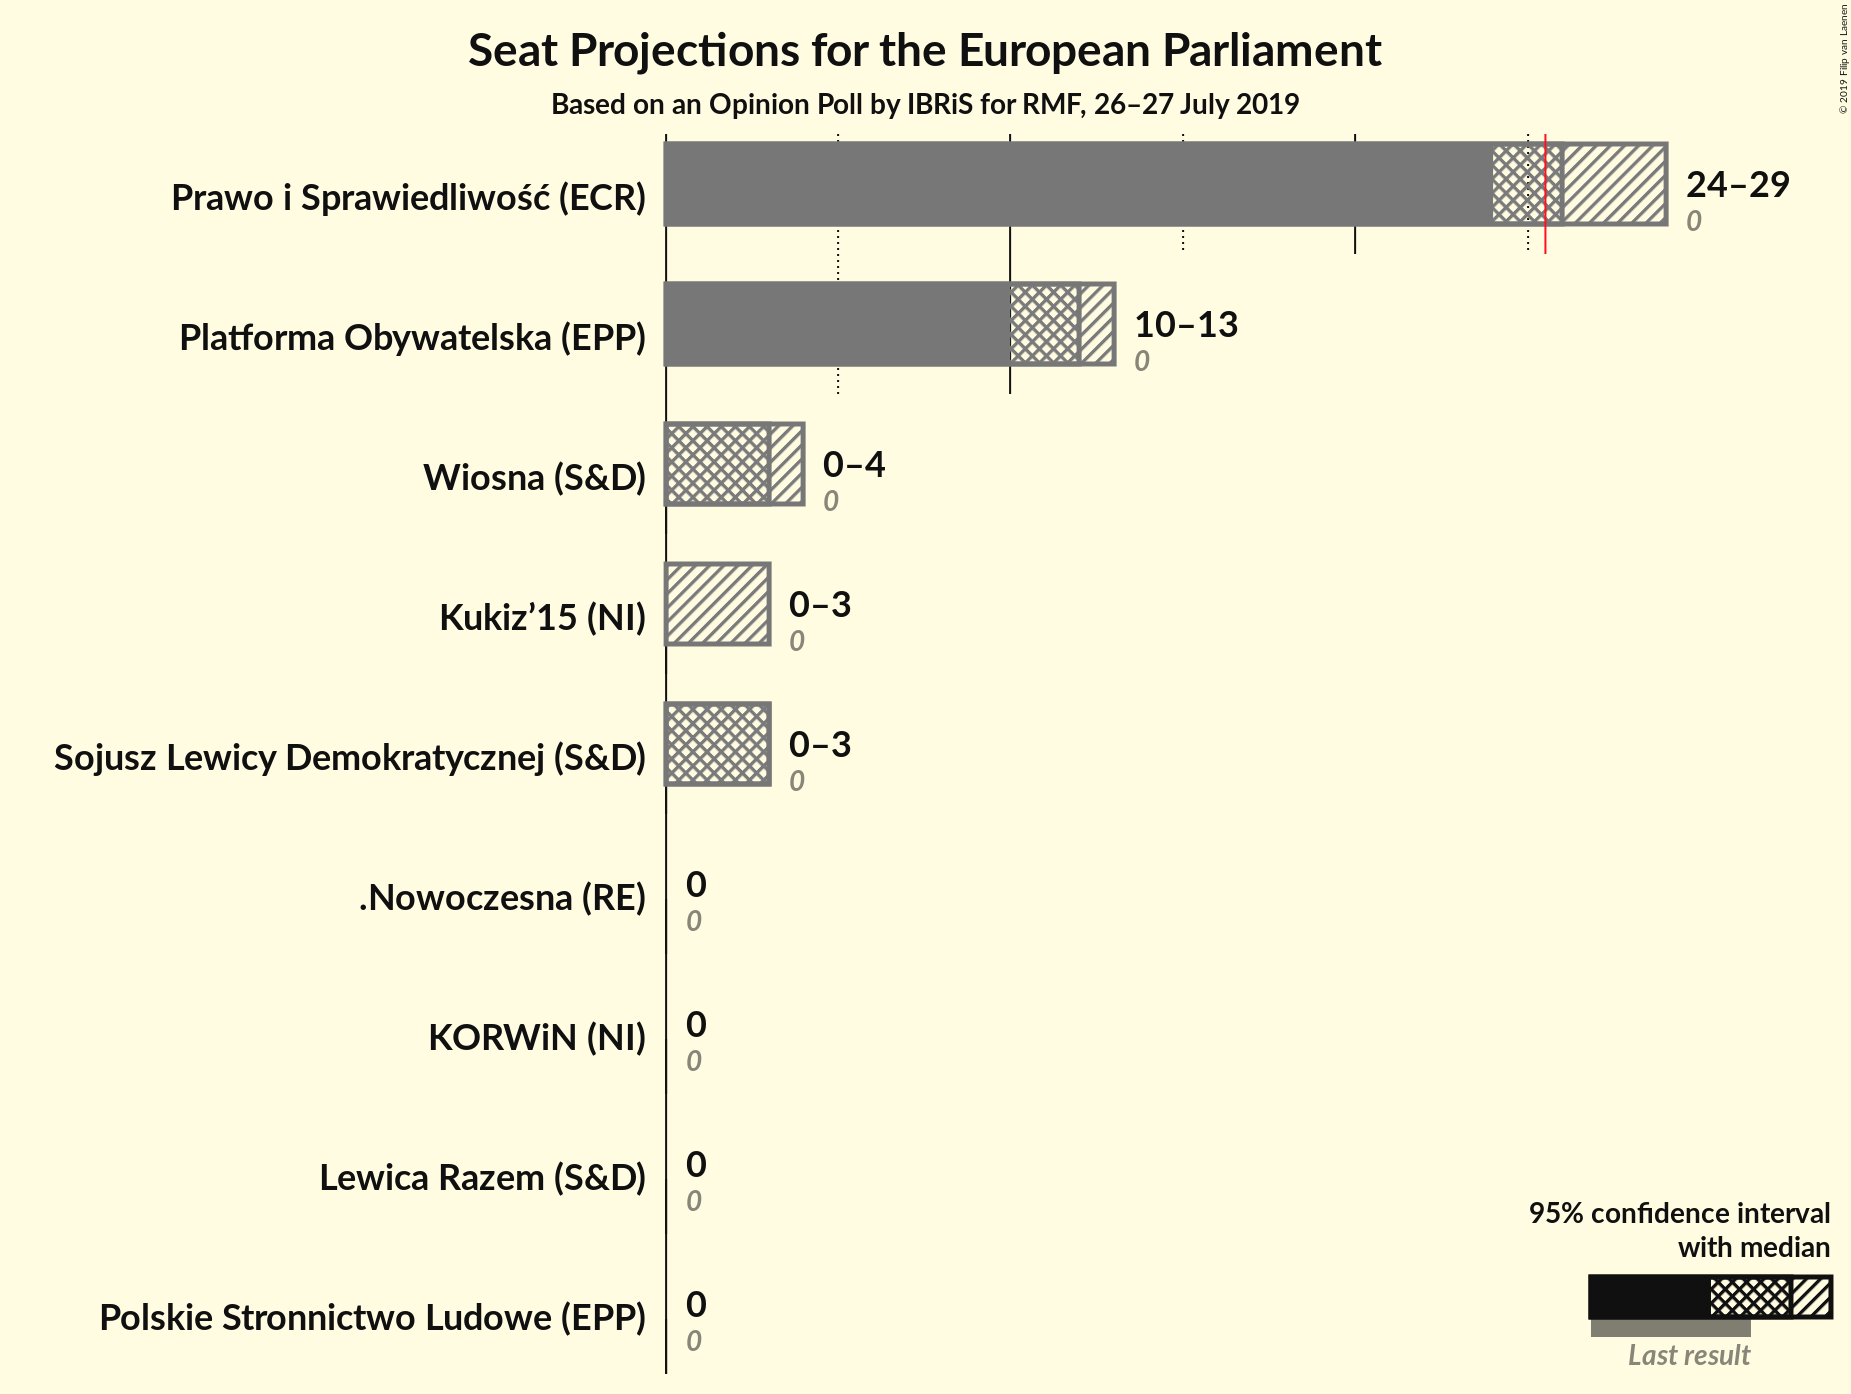 © 2019 Filip van Laenen
Seat Projections for the European Parliament
Based on an Opinion Poll by IBRiS for RMF, 26–27 July 2019
Prawo i Sprawiedliwość (ECR)
24–29
0
Platforma Obywatelska (EPP)
10–13
0
Wiosna (S&D)
0–4
0
Kukiz’15 (NI)
0–3
0
Sojusz Lewicy Demokratycznej (S&D)
0–3
0
.Nowoczesna (RE)
0
0
KORWiN (NI)
0
0
Lewica Razem (S&D)
0
0
Polskie Stronnictwo Ludowe (EPP)
0
0
95% confidence interval
with median
Last result